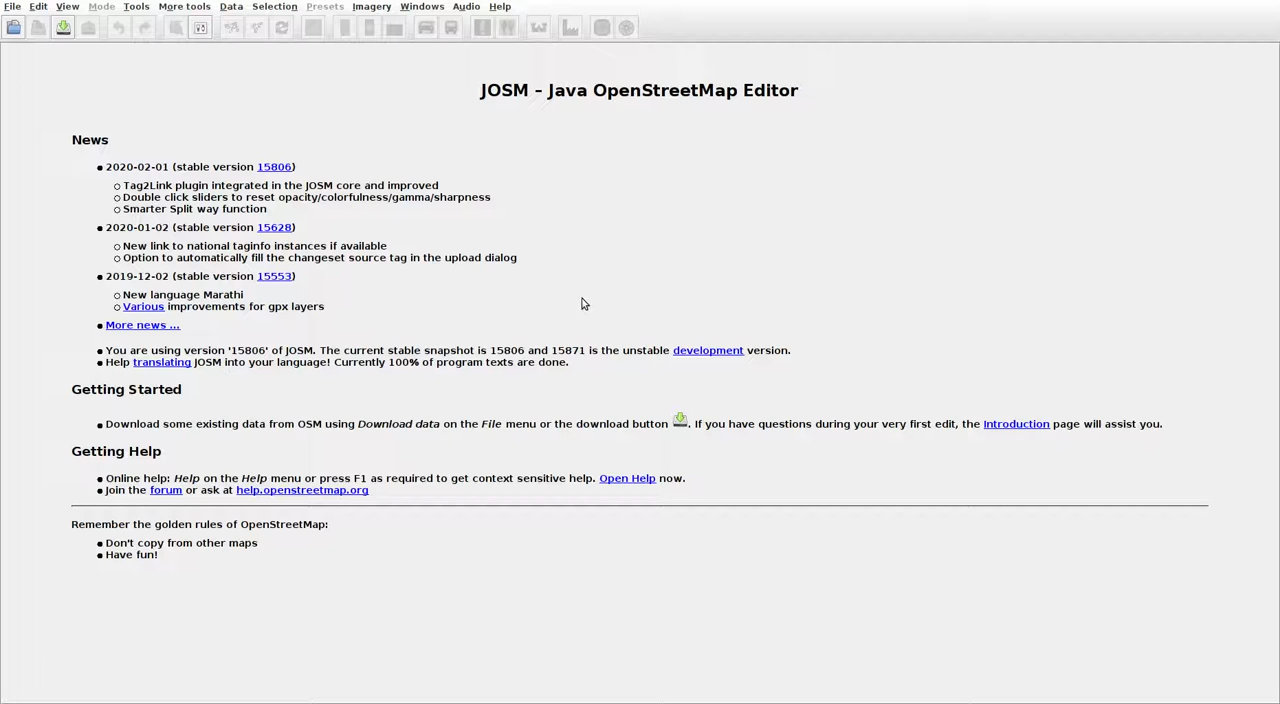 File Edit View Mode Tools More tools Data Selection Presets Imagery Windows Audio Help
JOSM – Java OpenStreetMap Editor
News
2020-02-01 (stable version 15806)
Tag2Link plugin integrated in the JOSM core and improved
Double click sliders to reset opacity/colorfulness/gamma/sharpness
Smarter Split way function
2020-01-02 (stable version 15628)
New link to national taginfo instances if available
Option to automatically fill the changeset source tag in the upload dialog
2019-12-02 (stable version 15553)
New language Marathi
Various improvements for gpx layers
More news ...
You are using version '15806' of JOSM. The current stable snapshot is 15806 and 15871 is the unstable development version.
Help translating JOSM into your language! Currently 100% of program texts are done.
Getting Started
Download some existing data from OSM using Download data on the File menu or the download button . If you have questions during your very first edit, the Introduction page will assist you.
Getting Help
Online help: Help on the Help menu or press F1 as required to get context sensitive help. Open Help now.
Join the forum or ask at help.openstreetmap.org
Remember the golden rules of OpenStreetMap:
Don't copy from other maps
Have fun!